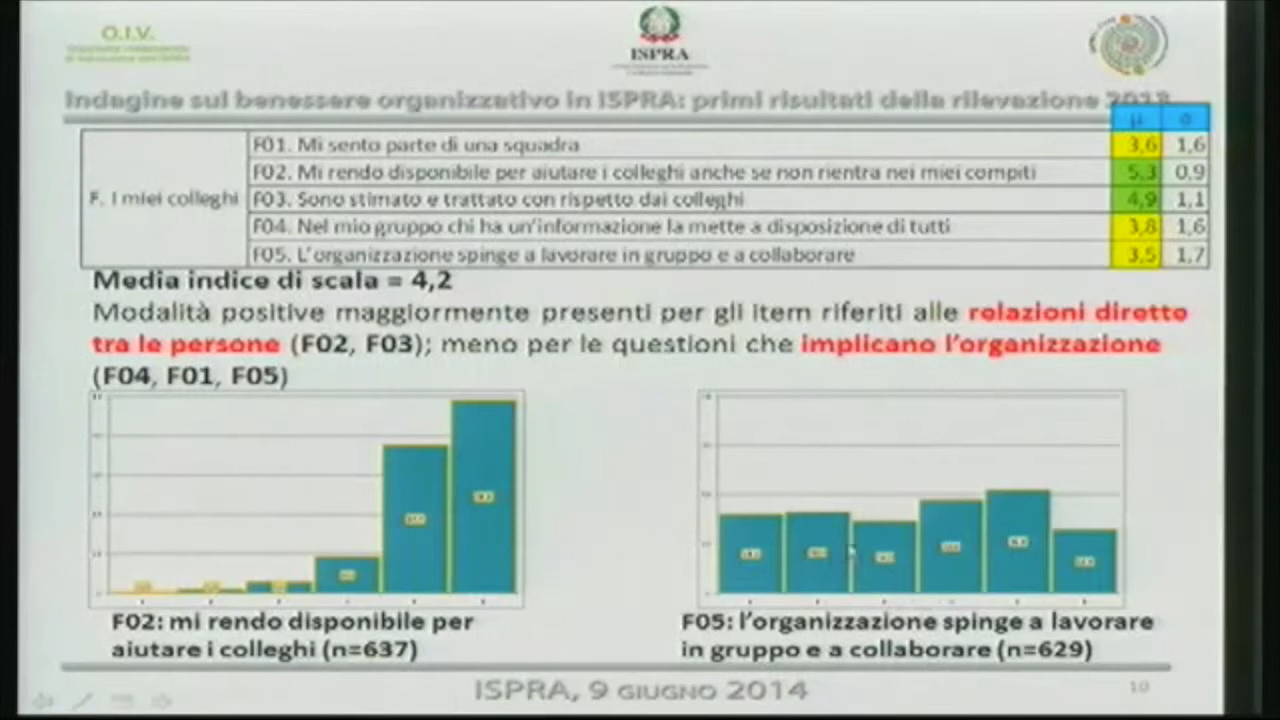 O.I.V.
ISPRA
Indagine sul benessere organizzativo in ISPRA: primi risultati della rilevazione 2013
μ σ
F. I miei colleghi
F01. Mi sento parte di una squadra 3,6 1,6
F02. Mi rendo disponibile per aiutare i colleghi anche se non rientra nei miei compiti 5,3 0,9
F03. Sono stimato e trattato con rispetto dai colleghi 4,9 1,1
F04. Nel mio gruppo chi ha un'informazione la mette a disposizione di tutti 3,8 1,6
F05. L'organizzazione spinge a lavorare in gruppo e a collaborare 3,5 1,7
Media indice di scala = 4,2
Modalità positive maggiormente presenti per gli item riferiti alle relazioni dirette
tra le persone (F02, F03); meno per le questioni che implicano l'organizzazione
(F04, F01, F05)
F02: mi rendo disponibile per
aiutare i colleghi (n=637)
F05: l'organizzazione spinge a lavorare
in gruppo e a collaborare (n=629)
ISPRA, 9 GIUGNO 2014
10